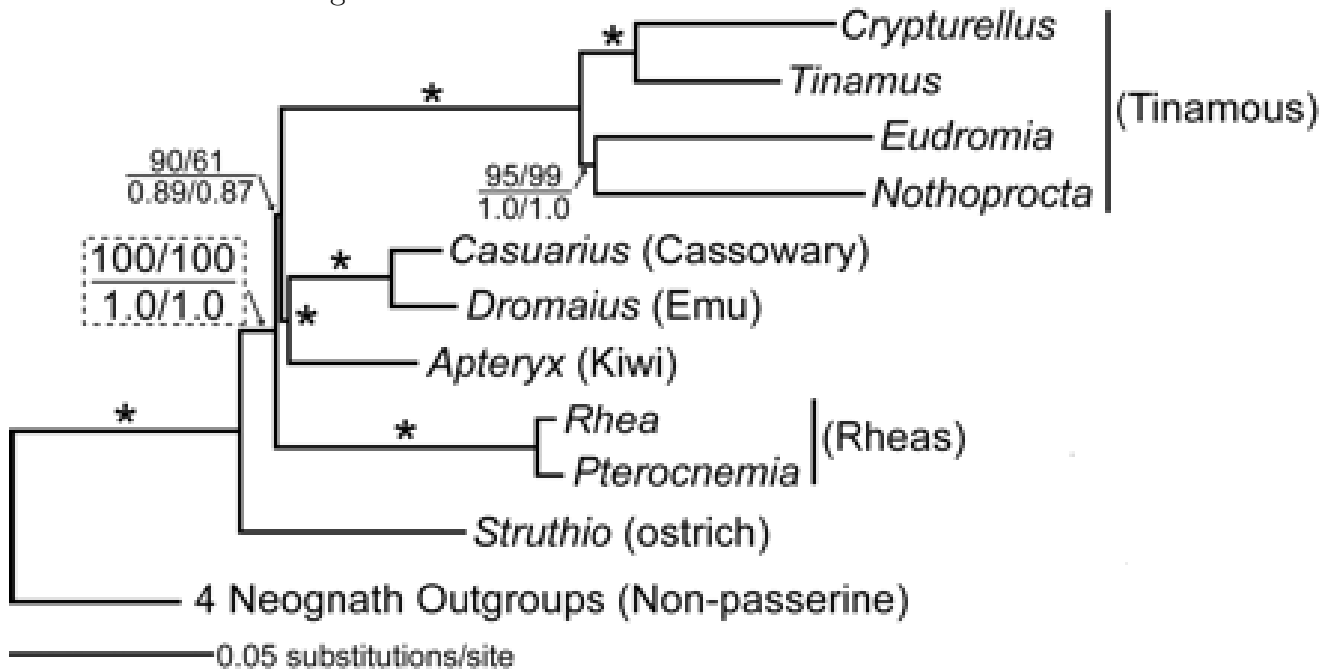 *
Crypturellus
*
Tinamus
(Tinamous)
Eudromia
90/61
0.89/0.87
95/99
1.0/1.0
Nothoprocta
100/100
1.0/1.0
*
Casuarius (Cassowary)
Dromaius (Emu)
*
Apteryx (Kiwi)
*
*
Rhea
(Rheas)
Pterocnemia
Struthio (ostrich)
4 Neognath Outgroups (Non-passerine)
0.05 substitutions/site